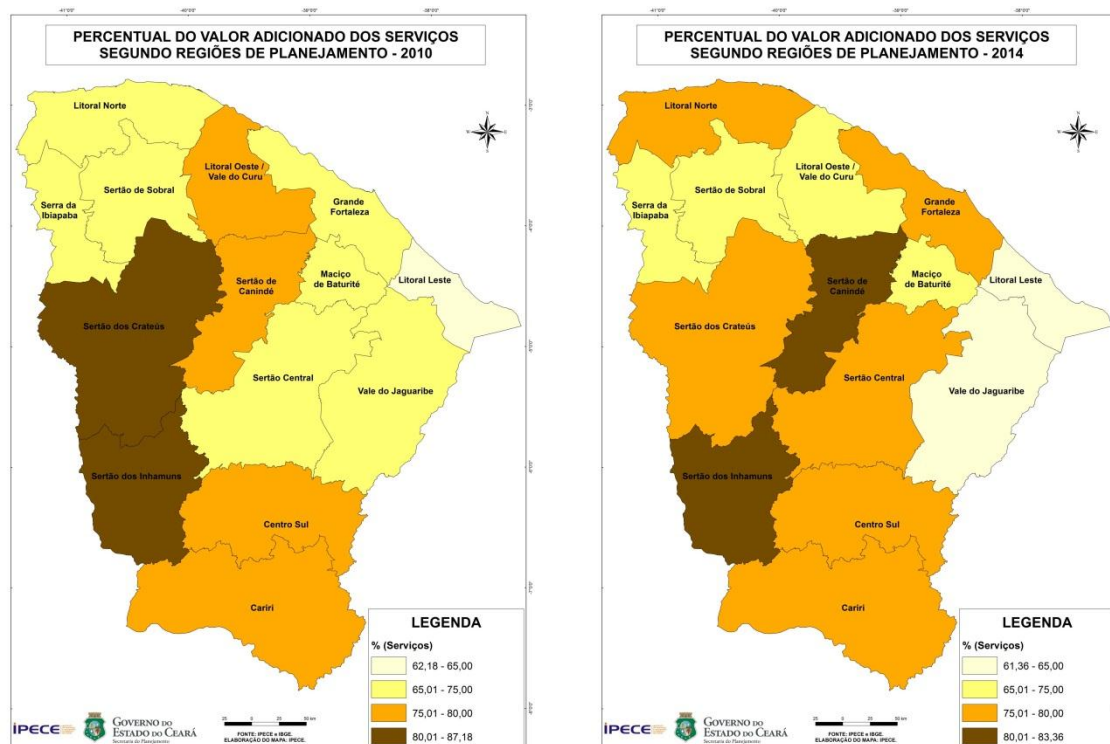 PERCENTUAL DO VALOR ADICIONADO DOS SERVIÇOS
SEGUNDO REGIÕES DE PLANEJAMENTO - 2010
Litoral Norte
Litoral Oeste /
Vale do Curu
Sertão de Sobral
Serra da
Ibiapaba
Grande
Fortaleza
Sertão de
Canindé
Maciço
de Baturité
Litoral Leste
Sertão dos Crateús
Sertão Central
Vale do Jaguaribe
Sertão dos Inhamuns
Centro Sul
Cariri
LEGENDA
% (Serviços)
62,18 - 65,00
65,01 - 75,00
75,01 - 80,00
80,01 - 87,18
IPECE
GOVERNO DO
ESTADO DO CEARÁ
Secretaria do Planejamento
FONTE: IPECE e IBGE.
ELABORAÇÃO DO MAPA: IPECE.
PERCENTUAL DO VALOR ADICIONADO DOS SERVIÇOS
SEGUNDO REGIÕES DE PLANEJAMENTO - 2014
Litoral Norte
Litoral Oeste /
Vale do Curu
Sertão de Sobral
Serra da
Ibiapaba
Grande
Fortaleza
Sertão de
Canindé
Maciço
de Baturité
Litoral Leste
Sertão dos Crateús
Sertão Central
Vale do Jaguaribe
Sertão dos Inhamuns
Centro Sul
Cariri
LEGENDA
% (Serviços)
61,36 - 65,00
65,01 - 75,00
75,01 - 80,00
80,01 - 83,36
IPECE
GOVERNO DO
ESTADO DO CEARÁ
Secretaria do Planejamento
FONTE: IPECE e IBGE.
ELABORAÇÃO DO MAPA: IPECE.